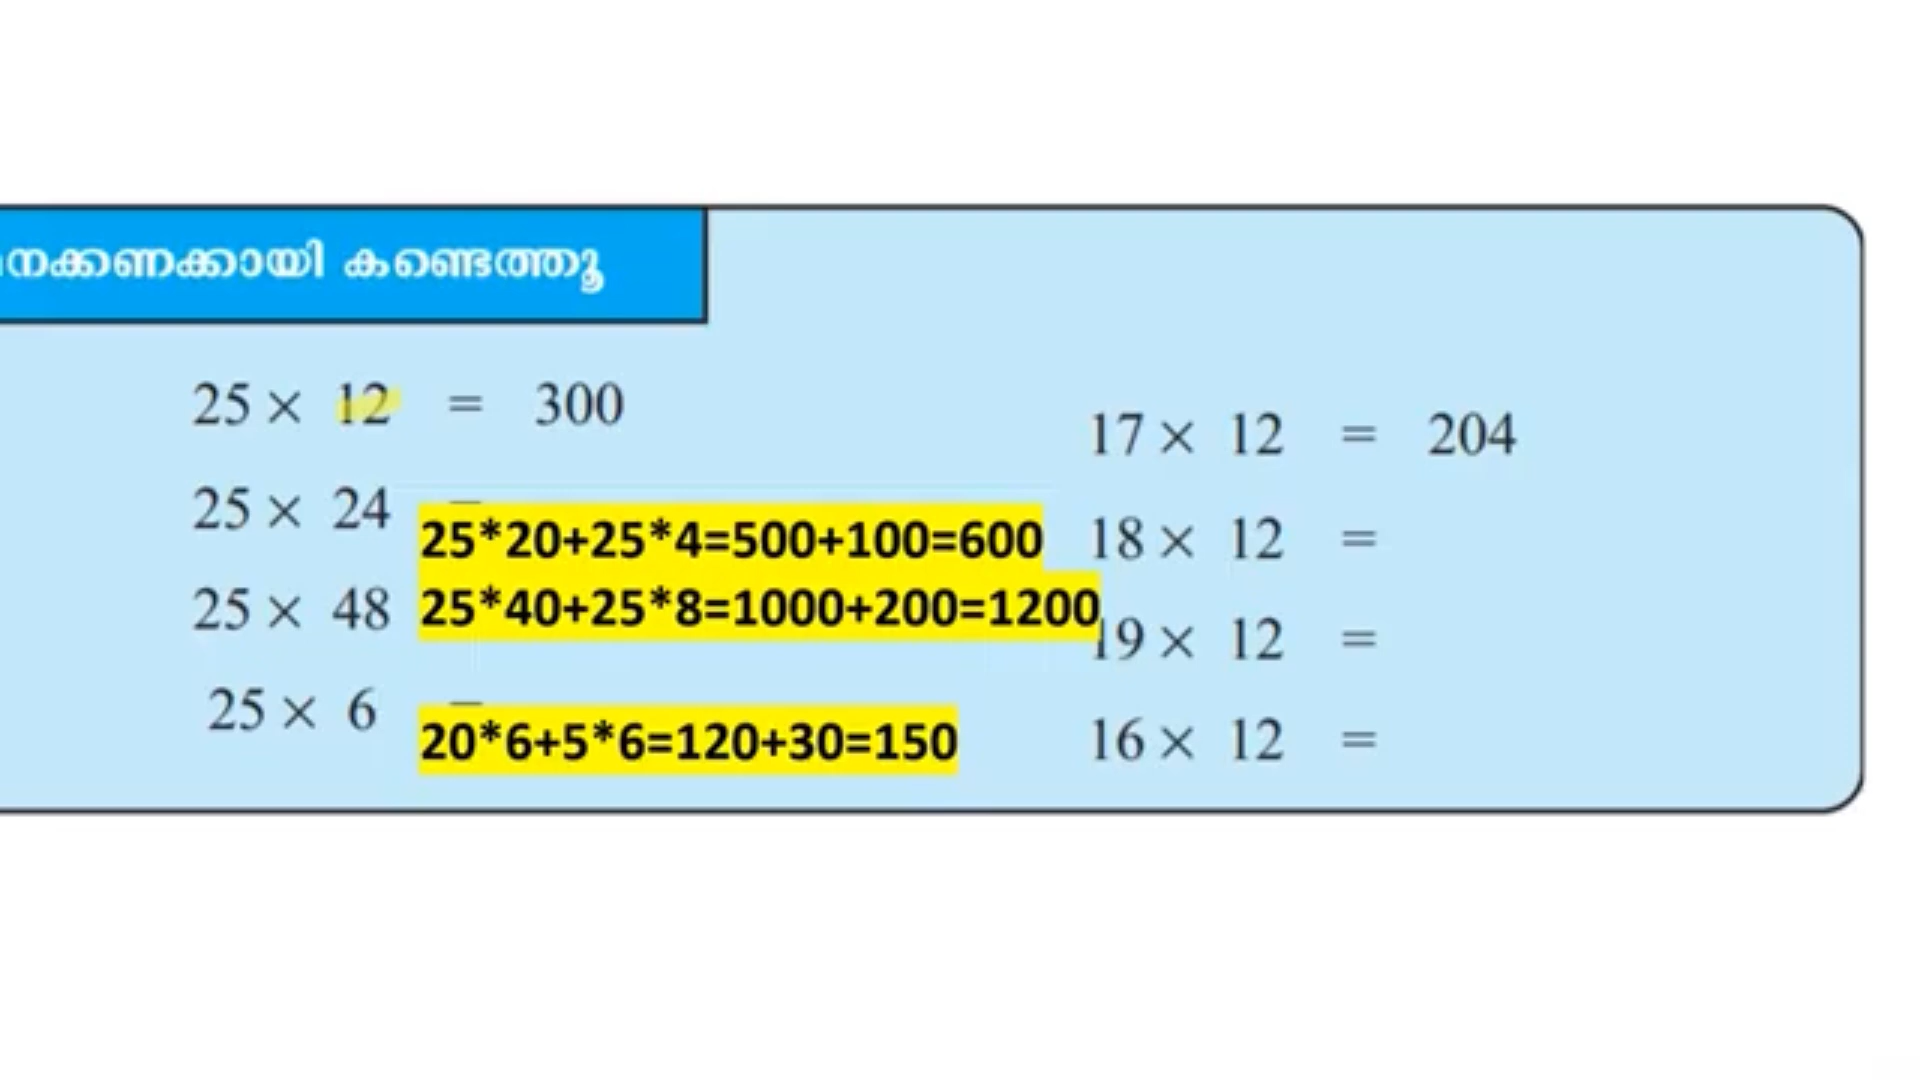 നക്കണക്കായി കണ്ടെത്തൂ
25 × 12 = 300
25 × 24 =
25*20+25*4=500+100=600
25 × 48
25*40+25*8=1000+200=1200
25 × 6 =
20*6+5*6=120+30=150
17 × 12 = 204
18 × 12 =
19 × 12 =
16 × 12 =